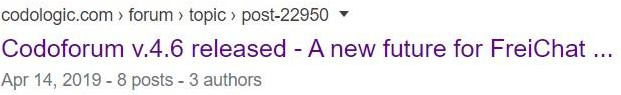 codologic.com › forum › topic › post-22950
Codoforum v.4.6 released - A new future for FreiChat ...
Apr 14, 2019 - 8 posts - 3 authors